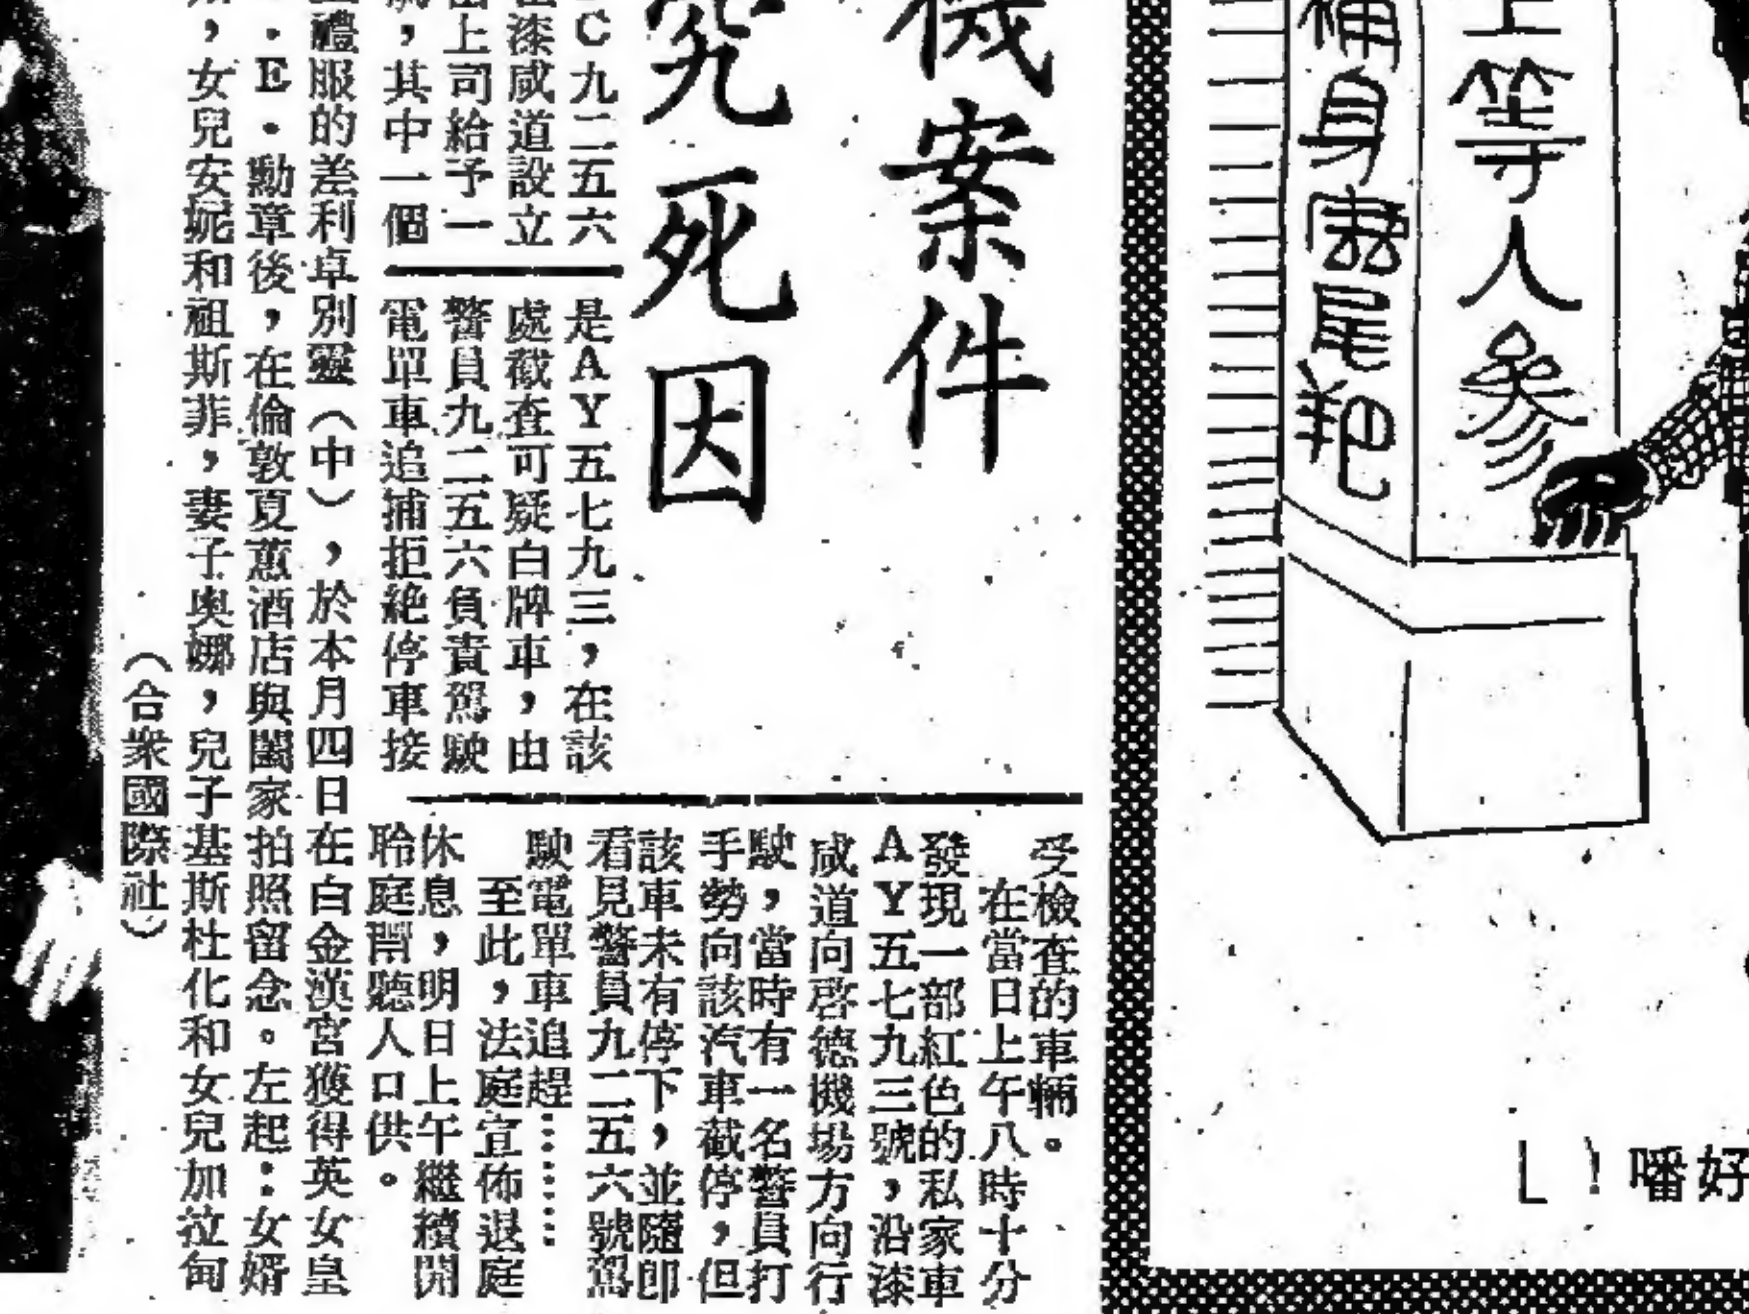 上等人參
身
尾
好噃！」
機案件
究死因
C九二五六
漆咸道設立
上司給予一
，其中一個
是AY五七九三，在該
處截查可疑白牌車，由
警員九二五六負責駕駛
電單車追捕拒絕停車接
受檢查的車輛。
在當日上午八時十分
發現一部紅色的私家車
AY五七九三號，沿漆
咸道向啓德機場方向行
駛，當時有一名警員打
手勢向該汽車截停，但
該車未有停下，並隨即
看見警員九二五六號駕
駛電單車追趕………
至此，法庭宣佈退庭
休息，明日上午繼續開
聆庭聽人口供。
禮服的差利卓別靈（中），於本月四日在白金漢宮獲得英女皇
．E．勳章後，在倫敦夏蕙酒店與闔家拍照留念。左起：女婿
，女兒安妮和祖斯菲，妻子奧娜，兒子基斯杜化和女兒加㳫甸
（合衆國際社）